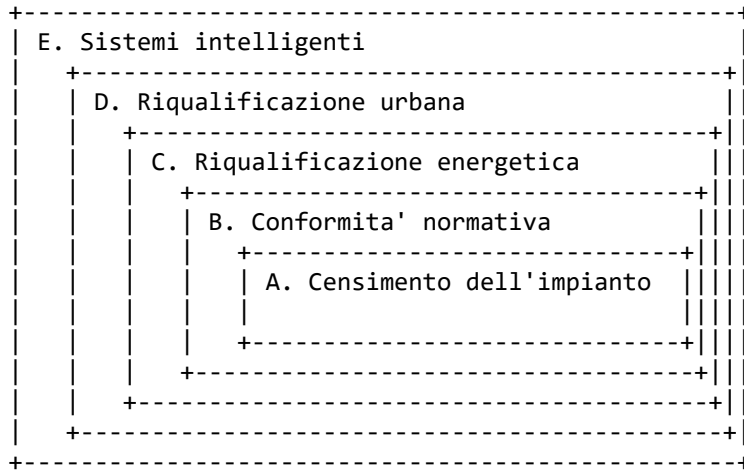 E. Sistemi intelligenti
D. Riqualificazione urbana
C. Riqualificazione energetica
B. Conformita' normativa
A. Censimento dell'impianto